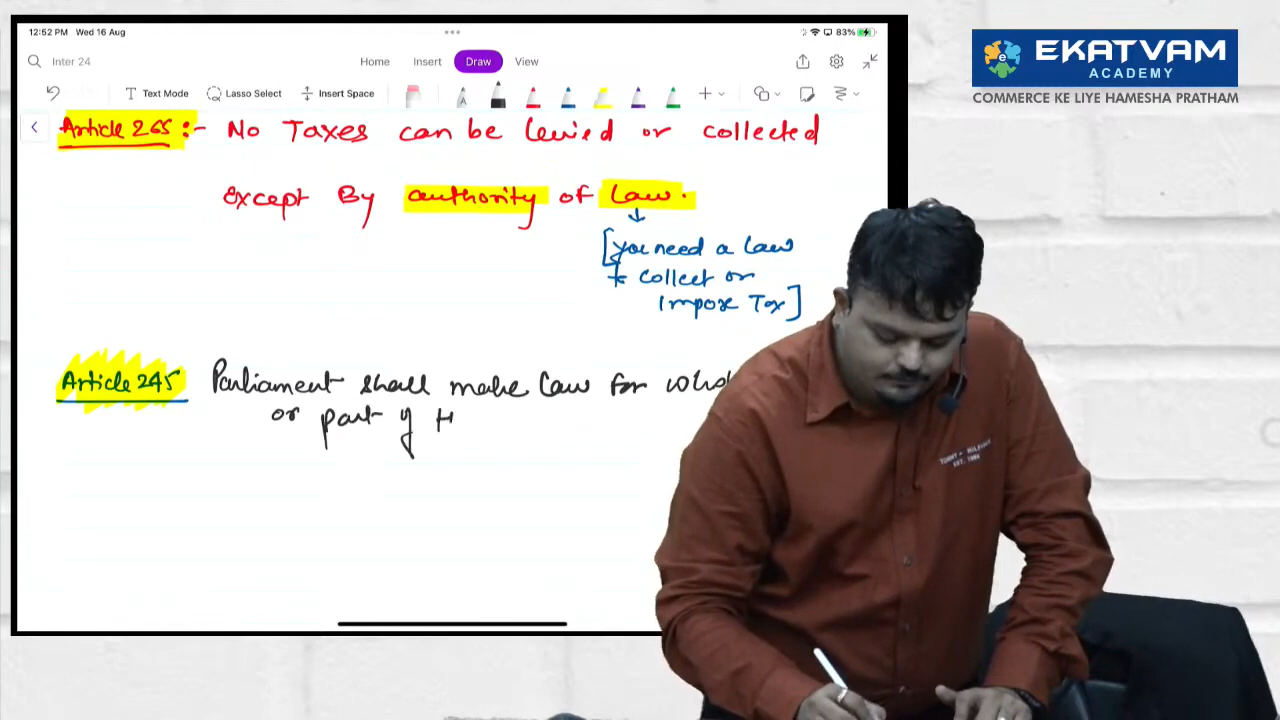 12:52 PM Wed 16 Aug
83%
Inter 24
Home Insert Draw View
Text Mode Lasso Select Insert Space
Article 265 :- No Taxes can be levied or collected
Except By authority of Law.
[you need a law
to collect or
Impose Tax]
Article 245 Parliament shall make law for whol
or part of t
EKATVAM
ACADEMY
COMMERCE KE LIYE HAMESHA PRATHAM